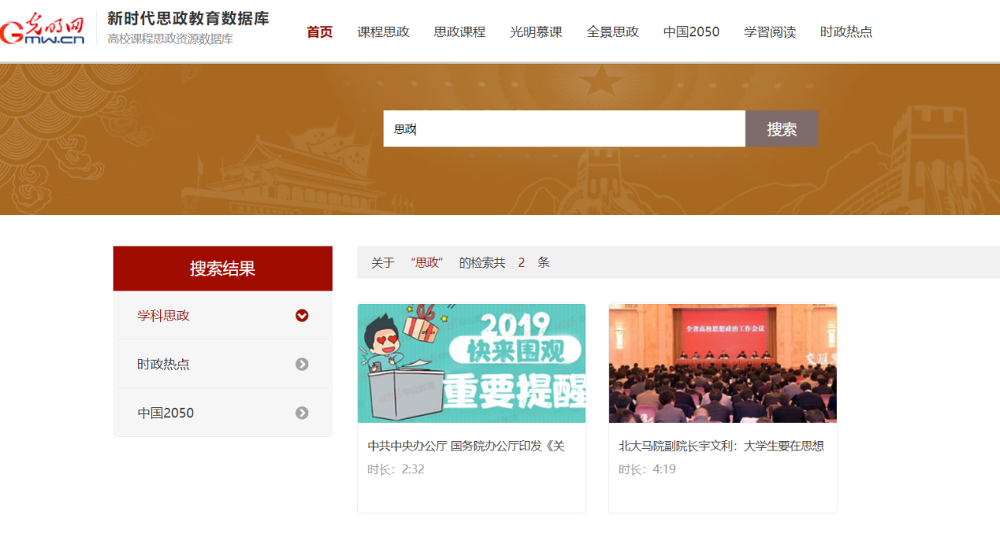 光明网
Gmw.cn
新时代思政教育数据库
高校课程思政资源数据库
首页 课程思政 思政课程 光明慕课 全景思政 中国2050 学習阅读 时政热点
思政 搜索
搜索结果
学科思政
时政热点
中国2050
关于 “思政” 的检索共 2 条
2019
快来围观
重要提醒
中公教育
全省高校思想政治工作会议
中共中央办公厅 国务院办公厅印发《关
时长：2:32
北大马院副院长宇文利：大学生要在思想
时长：4:19